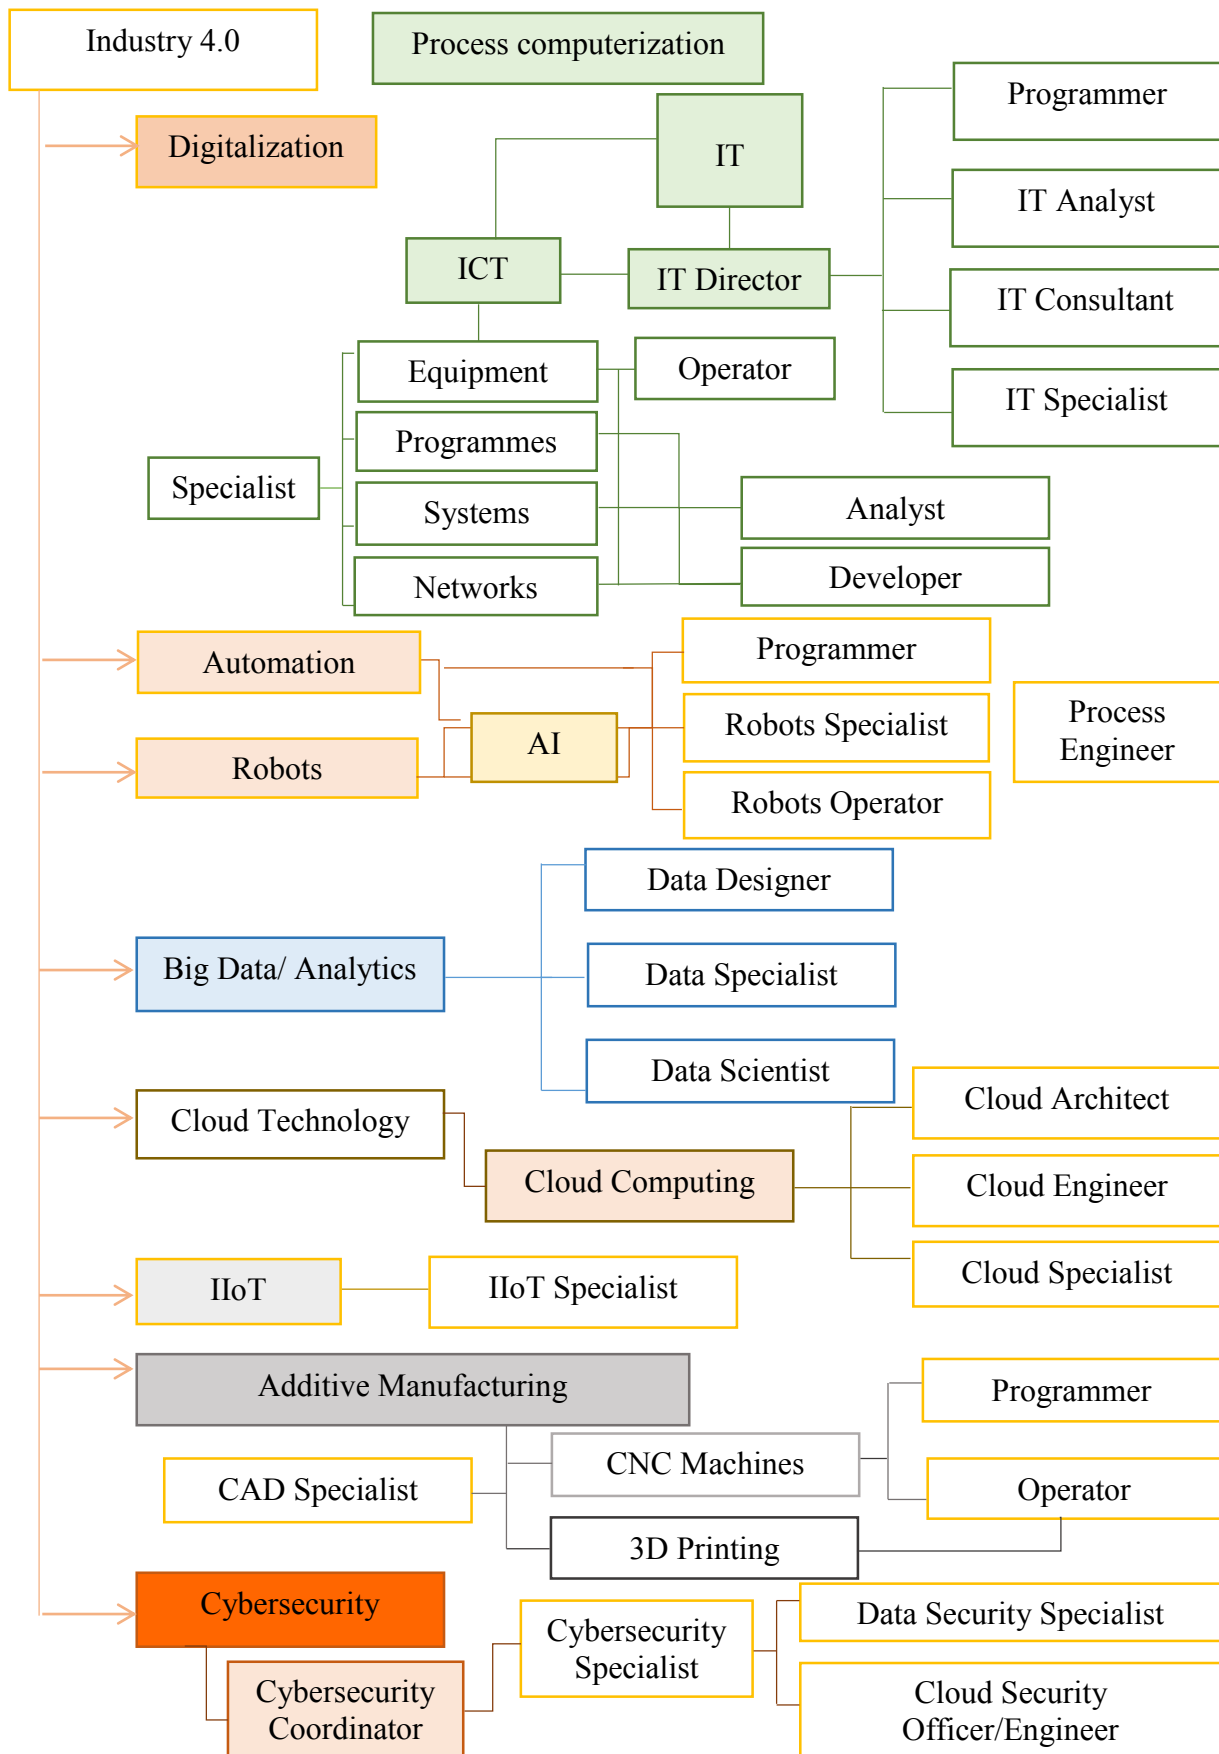 Industry 4.0
Process computerization
Programmer
Digitalization
IT
IT Analyst
ICT
IT Director
IT Consultant
Equipment
Operator
IT Specialist
Programmes
Specialist
Systems
Analyst
Networks
Developer
Automation
Programmer
Robots Specialist
Process
Engineer
AI
Robots
Robots Operator
Data Designer
Big Data/ Analytics
Data Specialist
Data Scientist
Cloud Technology
Cloud Architect
Cloud Computing
Cloud Engineer
Cloud Specialist
IIoT
IIoT Specialist
Additive Manufacturing
Programmer
CNC Machines
CAD Specialist
Operator
3D Printing
Cybersecurity
Data Security Specialist
Cybersecurity
Specialist
Cybersecurity
Coordinator
Cloud Security
Officer/Engineer